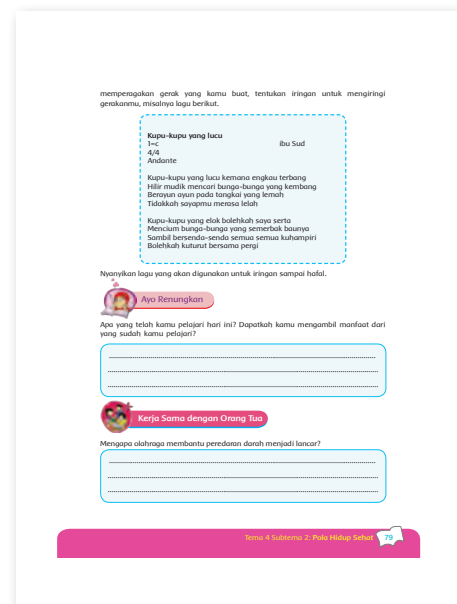 memperagakan gerak yang kamu buat, tentukan iringan untuk mengiringi
gerakanmu, misalnya lagu berikut.
Kupu-kupu yang lucu
1=c ibu Sud
4/4
Andante
Kupu-kupu yang lucu kemana engkau terbang
Hilir mudik mencari bunga-bunga yang kembang
Berayun ayun pada tangkai yang lemah
Tidakkah sayapmu merasa lelah
Kupu-kupu yang elok bolehkah saya serta
Mencium bunga-bunga yang semerbak baunya
Sambil bersenda-senda semua semua kuhampiri
Bolehkah kuturut bersama pergi
Nyanyikan lagu yang akan digunakan untuk iringan sampai hafal.
Ayo Renungkan
Apa yang telah kamu pelajari hari ini? Dapatkah kamu mengambil manfaat dari
yang sudah kamu pelajari?
Kerja Sama dengan Orang Tua
Mengapa olahraga membantu peredaran darah menjadi lancar?
Tema 4 Subtema 2: Pola Hidup Sehat 79